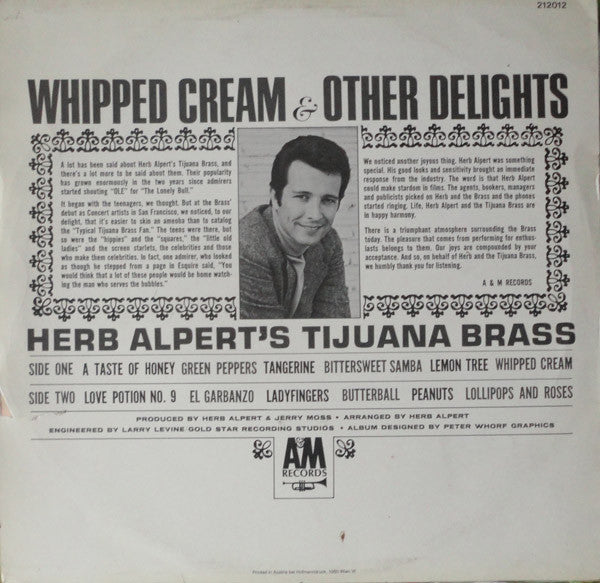 212012
WHIPPED CREAM & OTHER DELIGHTS
A lot has been said about Herb Alpert's Tijuana Brass, and
there's a lot more to be said about them. Their popularity
has grown enormously in the two years since admirers
started shouting "OLE" for "The Lonely Bull."
It began with the teenagers, we thought. But at the Brass'
debut as Concert artists in San Francisco, we noticed, to our
delight, that it's easier to skin an amoeba than to catalog
the "Typical Tijuana Brass Fan." The teens were there, but
so were the "hippies" and the "squares," the "little old
ladies" and the screen starlets, the celebrities and those
who make them celebrities. In fact, one admirer, who looked
as though he stepped from a page in Esquire said, "You
would think that a lot of these people would be home watch-
ing the man who serves the bubbles."
We noticed another joyous thing. Herb Alpert was something
special. His good looks and sensitivity brought an immediate
response from the industry. The word is that Herb Alpert
could make stardom in films. The agents, bookers, managers
and publicists picked on Herb and the Brass and the phones
started ringing. Life, Herb Alpert and the Tijuana Brass are
in happy harmony.
There is a triumphant atmosphere surrounding the Brass
today. The pleasure that comes from performing for enthus-
iasts belongs to them. Our joys are compounded by your
acceptance. And so, on behalf of Herb and the Tijuana Brass,
we humbly thank you for listening.
A & M RECORDS
HERB ALPERT'S TIJUANA BRASS
SIDE ONE A TASTE OF HONEY GREEN PEPPERS TANGERINE BITTERSWEET SAMBA LEMON TREE WHIPPED CREAM
SIDE TWO LOVE POTION NO. 9 EL GARBANZO LADYFINGERS BUTTERBALL PEANUTS LOLLIPOPS AND ROSES
PRODUCED BY HERB ALPERT & JERRY MOSS • ARRANGED BY HERB ALPERT
ENGINEERED BY LARRY LEVINE-GOLD STAR RECORDING STUDIOS • ALBUM DESIGNED BY PETER WHORF GRAPHICS
A&M
RECORDS
Printed in Austria bei